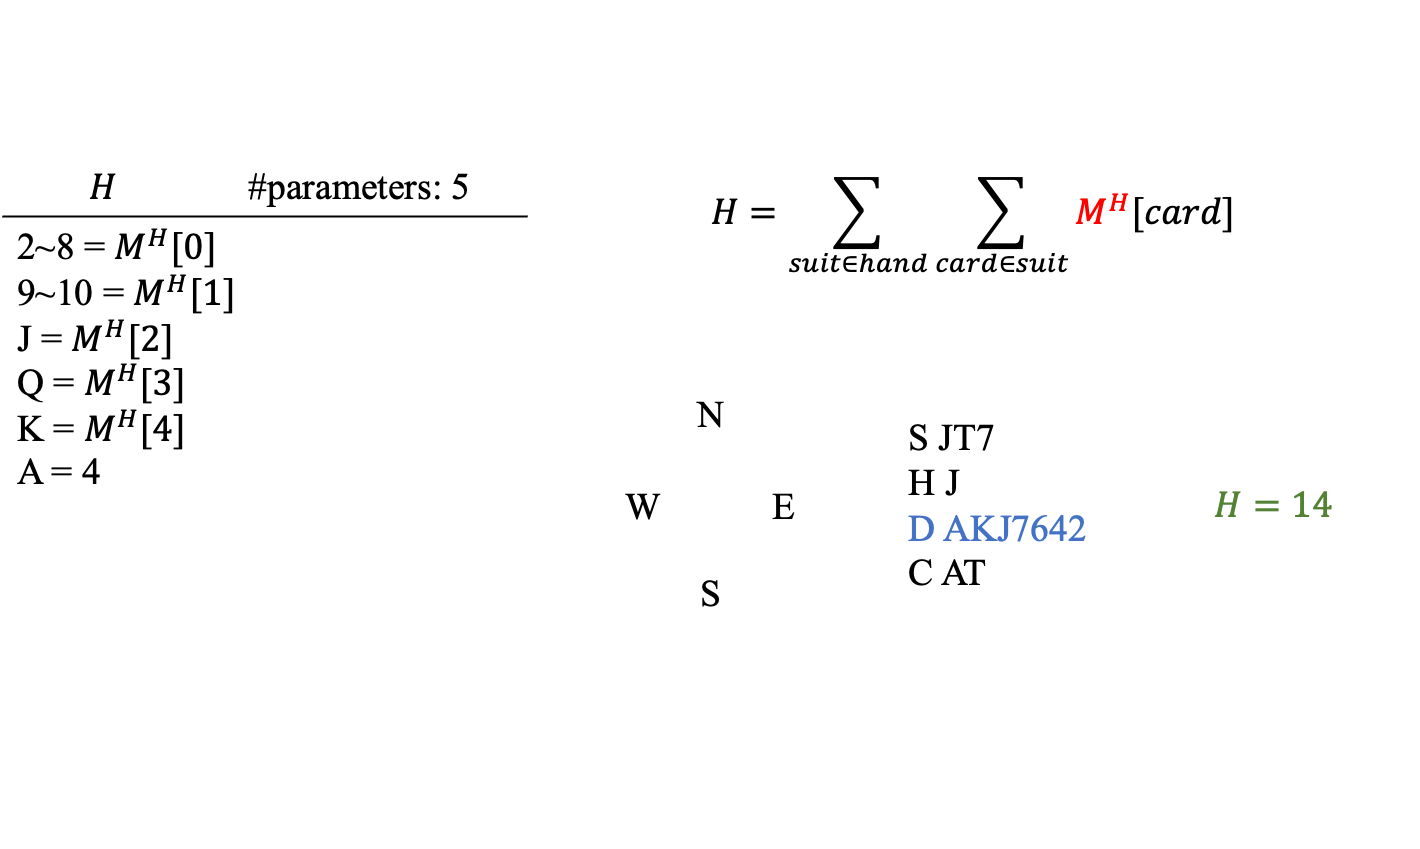 H #parameters: 5
2~8 = M^H[0]
9~10 = M^H[1]
J = M^H[2]
Q = M^H[3]
K = M^H[4]
A = 4
H = ∑_{suit∈hand} ∑_{card∈suit} M^H[card]
N
W E
S
S JT7
H J
D AKJ7642
C AT
H = 14